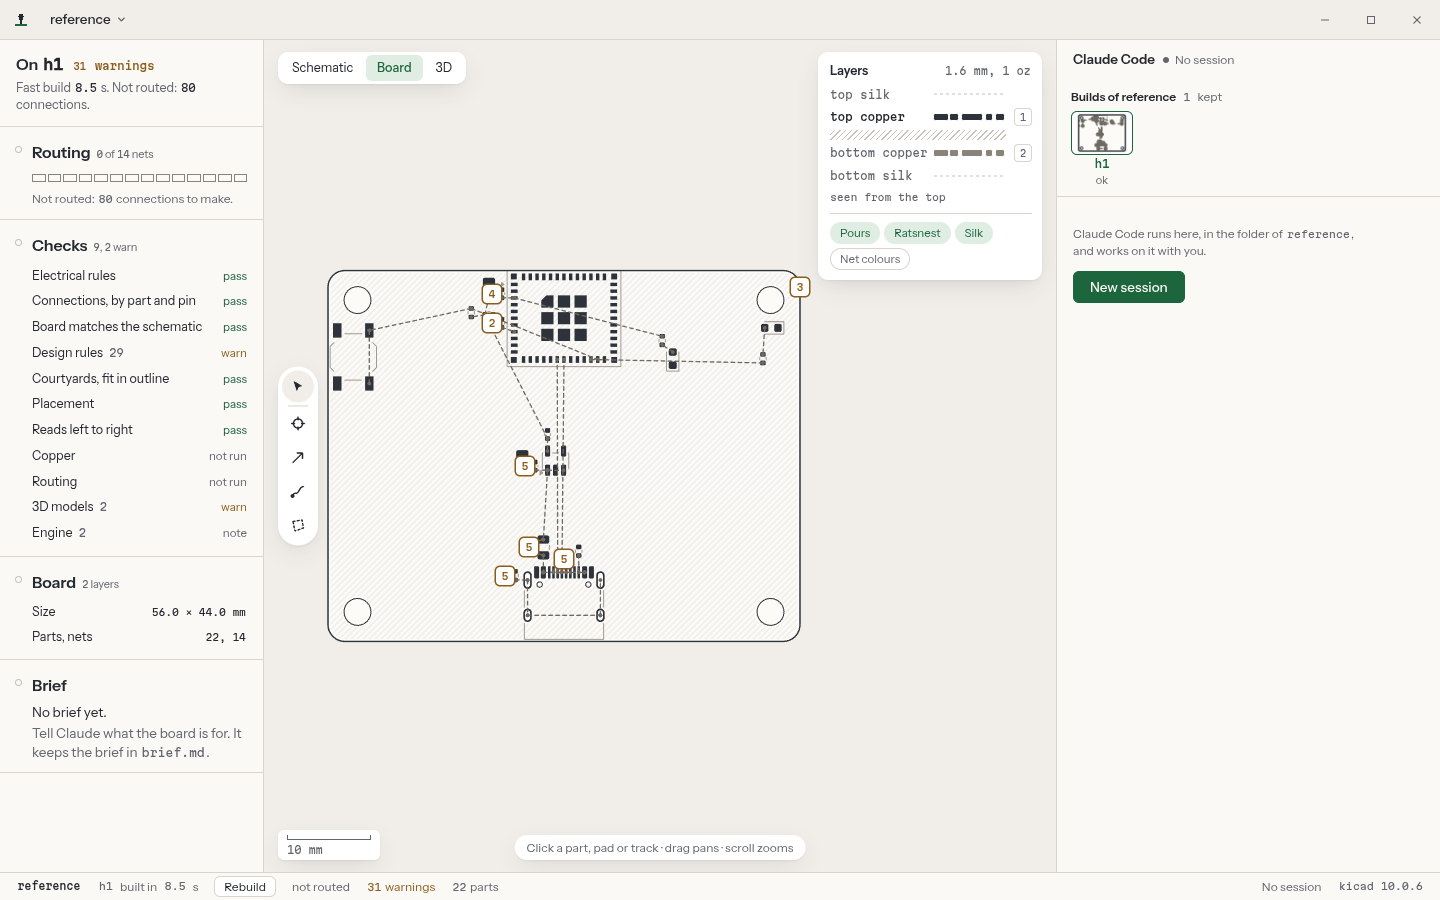 reference
On h1 31 warnings
Fast build 8.5 s. Not routed: 80
connections.
Routing 0 of 14 nets
Not routed: 80 connections to make.
Checks 9, 2 warn
Electrical rules pass
Connections, by part and pin pass
Board matches the schematic pass
Design rules 29 warn
Courtyards, fit in outline pass
Placement pass
Reads left to right pass
Copper not run
Routing not run
3D models 2 warn
Engine 2 note
Board 2 layers
Size 56.0 × 44.0 mm
Parts, nets 22, 14
Brief
No brief yet.
Tell Claude what the board is for. It
keeps the brief in brief.md.
Schematic Board 3D
Layers 1.6 mm, 1 oz
top silk
top copper 1
bottom copper 2
bottom silk
seen from the top
Pours Ratsnest Silk
Net colours
4
3
2
5
5
5
5
10 mm
Click a part, pad or track · drag pans · scroll zooms
Claude Code No session
Builds of reference 1 kept
h1
ok
Claude Code runs here, in the folder of reference,
and works on it with you.
New session
reference h1 built in 8.5 s Rebuild not routed 31 warnings 22 parts No session kicad 10.0.6